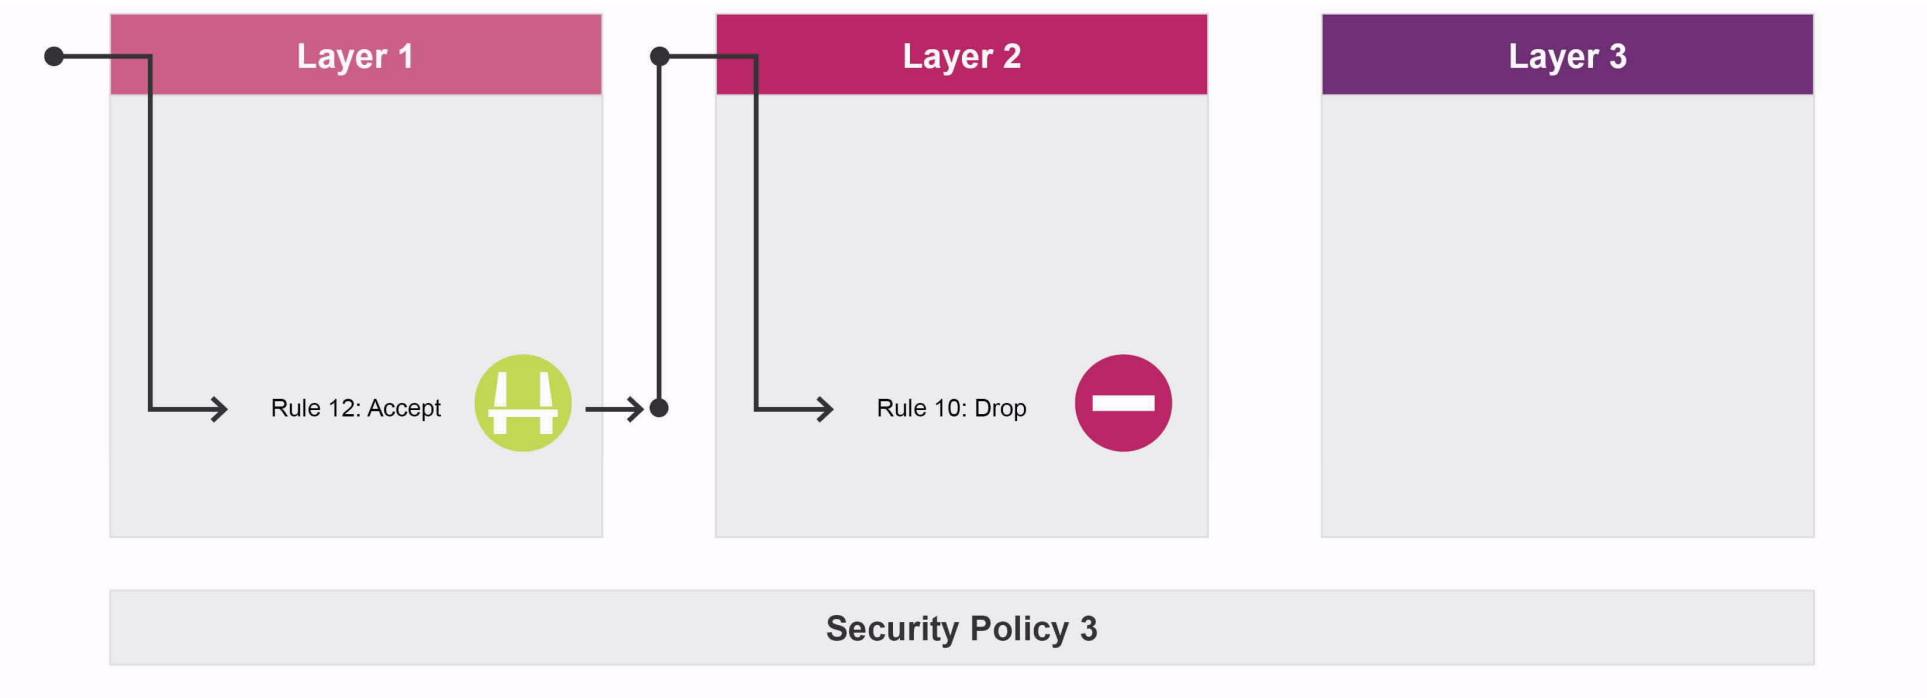 Layer 1
Layer 2
Layer 3
Rule 12: Accept
Rule 10: Drop
Security Policy 3